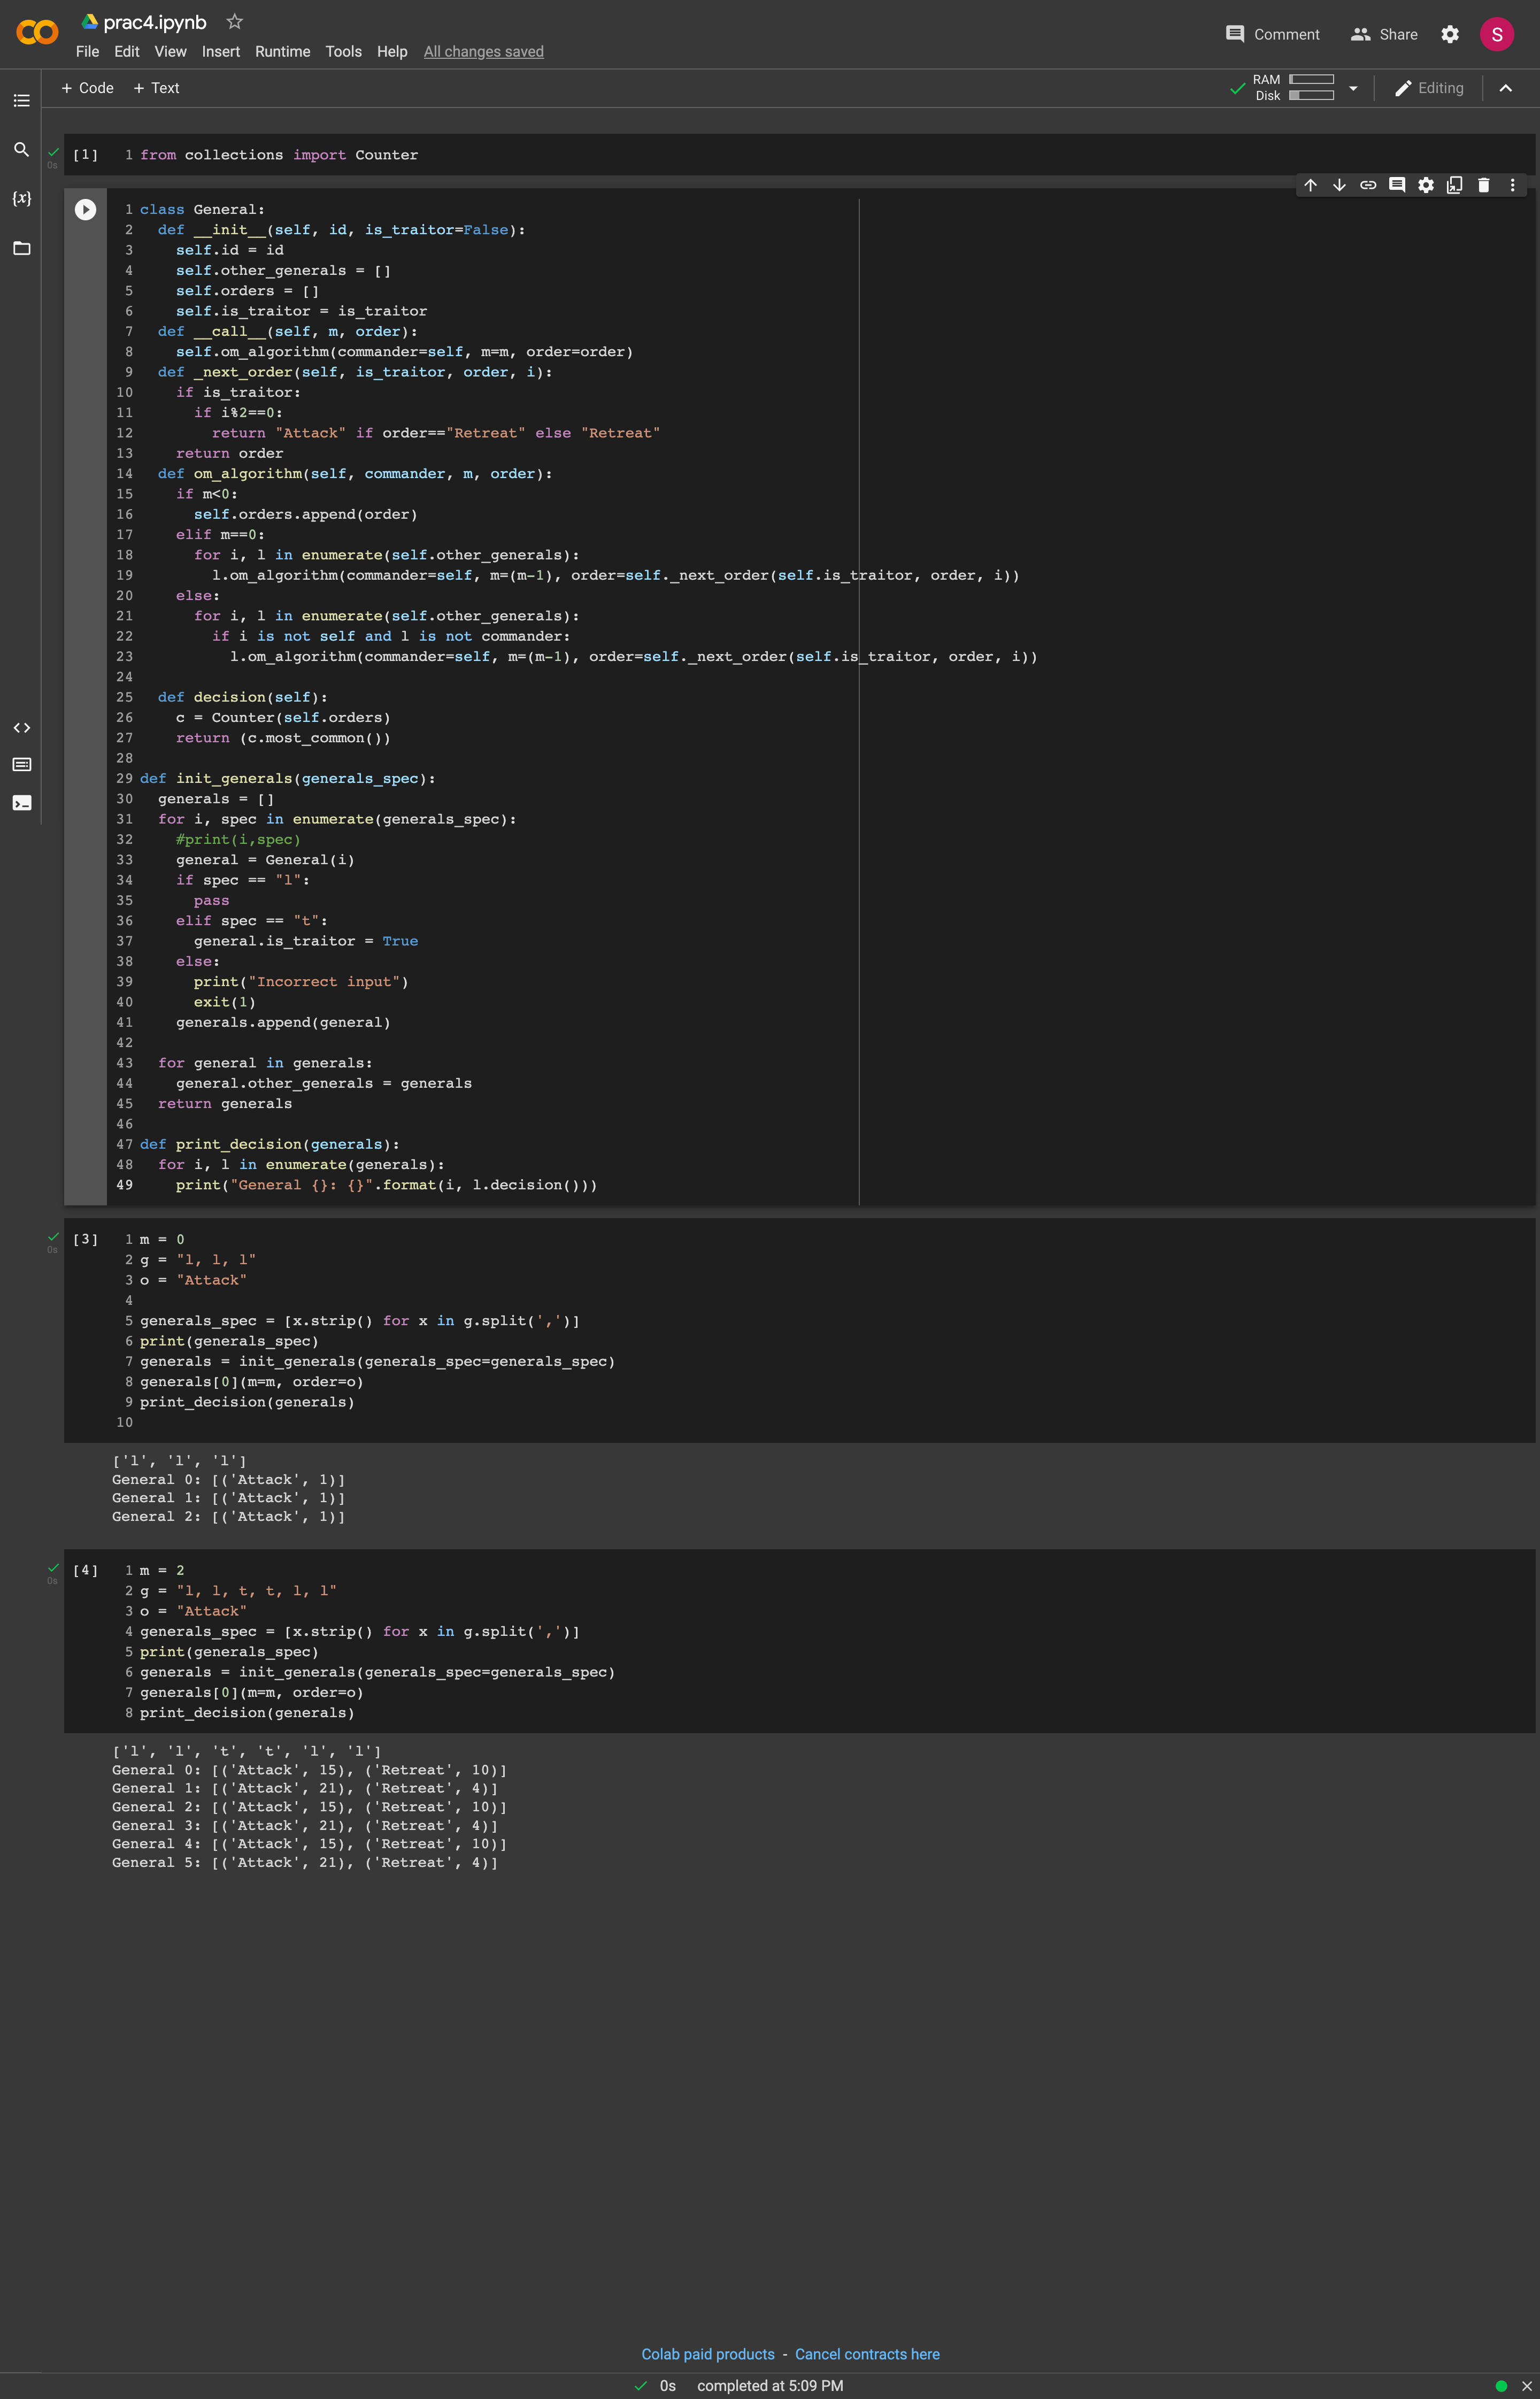 prac4.ipynb
File Edit View Insert Runtime Tools Help All changes saved
Comment Share S
+ Code + Text
RAM
Disk
Editing
{x}
0s
[1]
1 from collections import Counter
1 class General:
2   def __init__(self, id, is_traitor=False):
3     self.id = id
4     self.other_generals = []
5     self.orders = []
6     self.is_traitor = is_traitor
7   def __call__(self, m, order):
8     self.om_algorithm(commander=self, m=m, order=order)
9   def _next_order(self, is_traitor, order, i):
10     if is_traitor:
11       if i%2==0:
12         return "Attack" if order=="Retreat" else "Retreat"
13     return order
14   def om_algorithm(self, commander, m, order):
15     if m<0:
16       self.orders.append(order)
17     elif m==0:
18       for i, l in enumerate(self.other_generals):
19         l.om_algorithm(commander=self, m=(m-1), order=self._next_order(self.is_traitor, order, i))
20     else:
21       for i, l in enumerate(self.other_generals):
22         if i is not self and l is not commander:
23           l.om_algorithm(commander=self, m=(m-1), order=self._next_order(self.is_traitor, order, i))
24
25   def decision(self):
26     c = Counter(self.orders)
27     return (c.most_common())
28
29 def init_generals(generals_spec):
30   generals = []
31   for i, spec in enumerate(generals_spec):
32     #print(i,spec)
33     general = General(i)
34     if spec == "l":
35       pass
36     elif spec == "t":
37       general.is_traitor = True
38     else:
39       print("Incorrect input")
40       exit(1)
41     generals.append(general)
42
43   for general in generals:
44     general.other_generals = generals
45   return generals
46
47 def print_decision(generals):
48   for i, l in enumerate(generals):
49     print("General {}: {}".format(i, l.decision()))
0s
[3]
1 m = 0
2 g = "l, l, l"
3 o = "Attack"
4
5 generals_spec = [x.strip() for x in g.split(',')]
6 print(generals_spec)
7 generals = init_generals(generals_spec=generals_spec)
8 generals[0](m=m, order=o)
9 print_decision(generals)
10
['l', 'l', 'l']
General 0: [('Attack', 1)]
General 1: [('Attack', 1)]
General 2: [('Attack', 1)]
0s
[4]
1 m = 2
2 g = "l, l, t, t, l, l"
3 o = "Attack"
4 generals_spec = [x.strip() for x in g.split(',')]
5 print(generals_spec)
6 generals = init_generals(generals_spec=generals_spec)
7 generals[0](m=m, order=o)
8 print_decision(generals)
['l', 'l', 't', 't', 'l', 'l']
General 0: [('Attack', 15), ('Retreat', 10)]
General 1: [('Attack', 21), ('Retreat', 4)]
General 2: [('Attack', 15), ('Retreat', 10)]
General 3: [('Attack', 21), ('Retreat', 4)]
General 4: [('Attack', 15), ('Retreat', 10)]
General 5: [('Attack', 21), ('Retreat', 4)]
Colab paid products - Cancel contracts here
0s completed at 5:09 PM